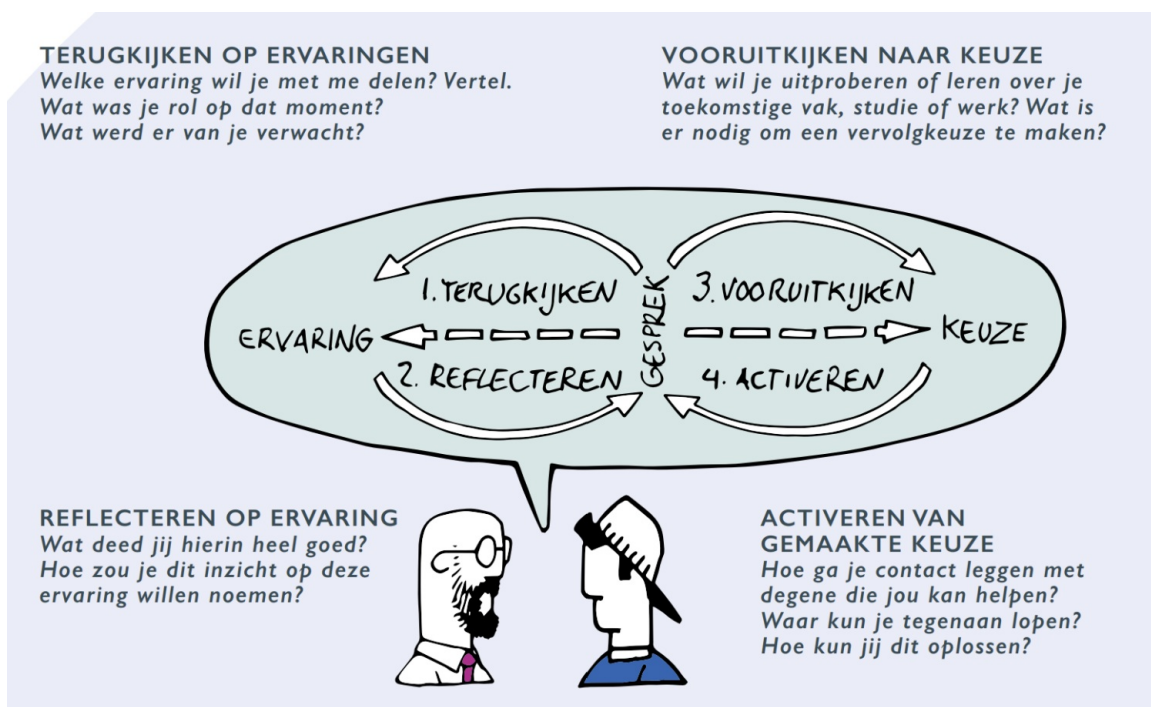 TERUGKIJKEN OP ERVARINGEN
Welke ervaring wil je met me delen? Vertel.
Wat was je rol op dat moment?
Wat werd er van je verwacht?
VOORUITKIJKEN NAAR KEUZE
Wat wil je uitproberen of leren over je
toekomstige vak, studie of werk? Wat is
er nodig om een vervolgkeuze te maken?
1. TERUGKIJKEN
3. VOORUITKIJKEN
ERVARING
GESPREK
KEUZE
2. REFLECTEREN
4. ACTIVEREN
REFLECTEREN OP ERVARING
Wat deed jij hierin heel goed?
Hoe zou je dit inzicht op deze
ervaring willen noemen?
ACTIVEREN VAN
GEMAAKTE KEUZE
Hoe ga je contact leggen met
degene die jou kan helpen?
Waar kun je tegenaan lopen?
Hoe kun jij dit oplossen?